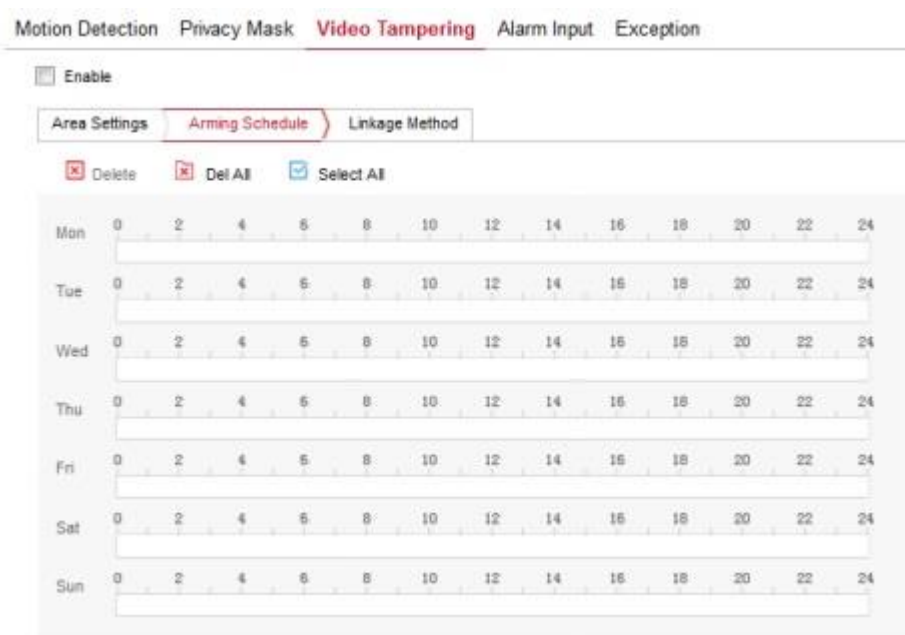 Motion Detection Privacy Mask Video Tampering Alarm Input Exception
Enable
Area Settings Arming Schedule Linkage Method
Delete Del All Select All
0 2 4 6 8 10 12 14 16 18 20 22 24
Mon
0 2 4 6 8 10 12 14 16 18 20 22 24
Tue
0 2 4 6 8 10 12 14 16 18 20 22 24
Wed
0 2 4 6 8 10 12 14 16 18 20 22 24
Thu
0 2 4 6 8 10 12 14 16 18 20 22 24
Fri
0 2 4 6 8 10 12 14 16 18 20 22 24
Sat
0 2 4 6 8 10 12 14 16 18 20 22 24
Sun